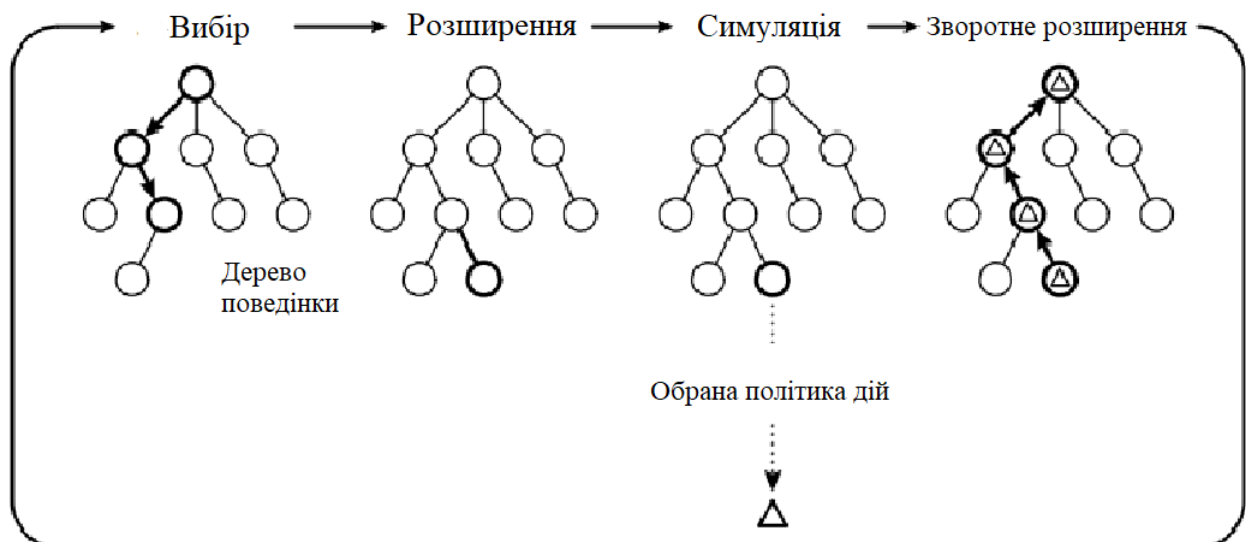 Вибір
Розширення
Симуляція
Зворотне розширення
Дерево
поведінки
Обрана політика дій